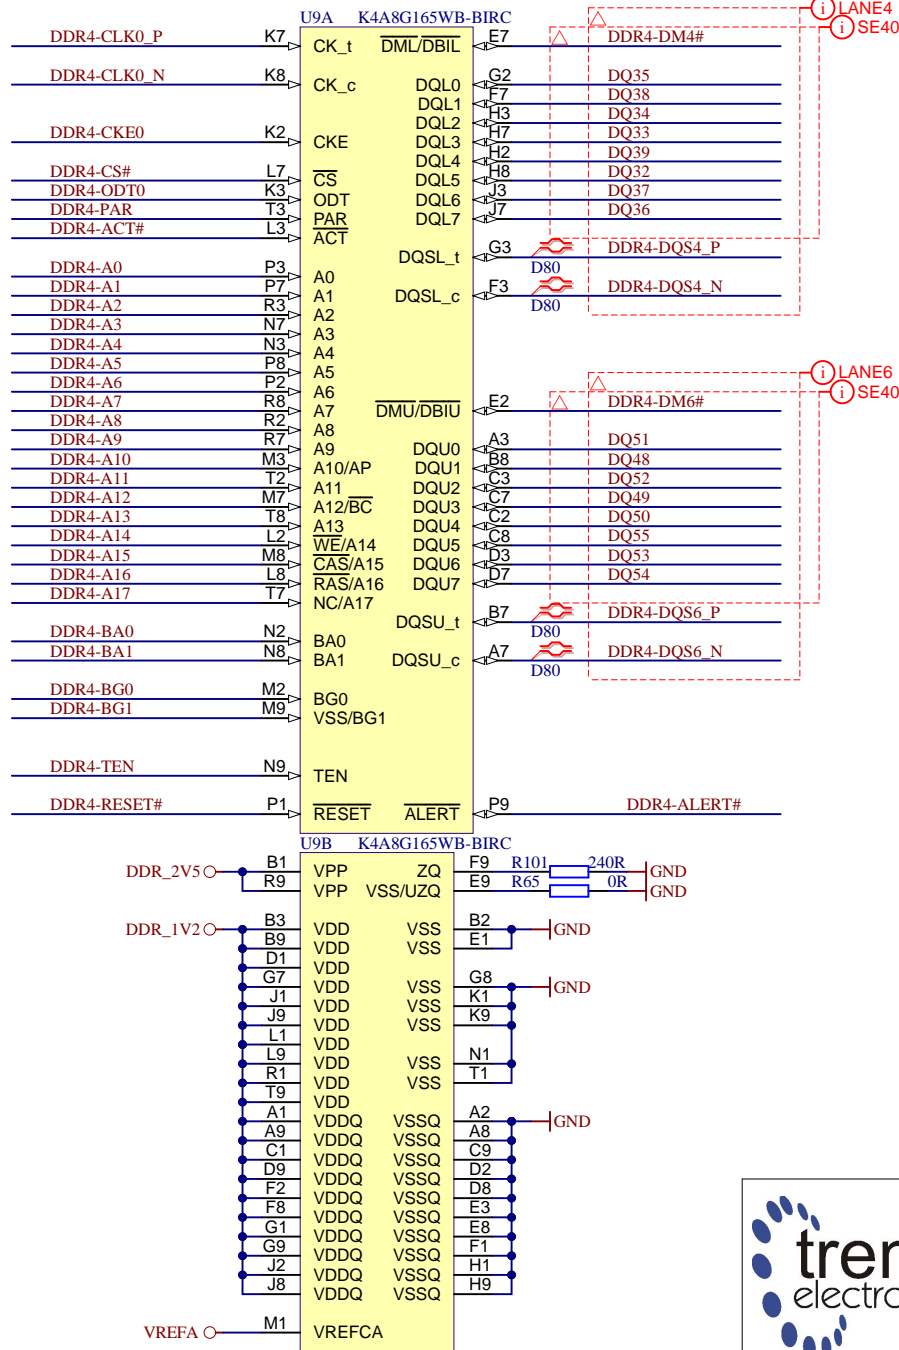 U9A K4A8G165WB-BIRC
LANE4
SE40
DDR4-CLK0_P K7 CK_t DML/DBIL E7 DDR4-DM4#
DDR4-CLK0_N K8 CK_c DQL0 G2 DQ35
DQL1 F7 DQ38
DQL2 H3 DQ34
DDR4-CKE0 K2 CKE DQL3 H7 DQ33
DQL4 H2 DQ39
DDR4-CS# L7 CS DQL5 H8 DQ32
DDR4-ODT0 K3 ODT DQL6 J3 DQ37
DDR4-PAR T3 PAR DQL7 J7 DQ36
DDR4-ACT# L3 ACT
DQSL_t G3 D80 DDR4-DQS4_P
DDR4-A0 P3 A0
DDR4-A1 P7 A1 DQSL_c F3 D80 DDR4-DQS4_N
DDR4-A2 R3 A2
DDR4-A3 N7 A3
DDR4-A4 N3 A4
DDR4-A5 P8 A5
LANE6
DDR4-A6 P2 A6
SE40
DDR4-A7 R8 A7 DMU/DBIU E2 DDR4-DM6#
DDR4-A8 R2 A8
DDR4-A9 R7 A9 DQU0 A3 DQ51
DDR4-A10 M3 A10/AP DQU1 B8 DQ48
DDR4-A11 T2 A11 DQU2 C3 DQ52
DDR4-A12 M7 A12/BC DQU3 C7 DQ49
DDR4-A13 T8 A13 DQU4 C2 DQ50
DDR4-A14 L2 WE/A14 DQU5 C8 DQ55
DDR4-A15 M8 CAS/A15 DQU6 D3 DQ53
DDR4-A16 L8 RAS/A16 DQU7 D7 DQ54
DDR4-A17 T7 NC/A17
DQSU_t B7 D80 DDR4-DQS6_P
DDR4-BA0 N2 BA0
DDR4-BA1 N8 BA1 DQSU_c A7 D80 DDR4-DQS6_N
DDR4-BG0 M2 BG0
DDR4-BG1 M9 VSS/BG1
DDR4-TEN N9 TEN
DDR4-RESET# P1 RESET ALERT P9 DDR4-ALERT#
U9B K4A8G165WB-BIRC
DDR_2V5 B1 VPP ZQ F9 R101 240R GND
R9 VPP VSS/UZQ E9 R65 0R GND
DDR_1V2 B3 VDD VSS B2 GND
B9 VDD VSS E1
D1 VDD
G7 VDD VSS G8 GND
J1 VDD VSS K1
J9 VDD VSS K9
L1 VDD
L9 VDD VSS N1
R1 VDD VSS T1
T9 VDD
A1 VDDQ VSSQ A2 GND
A9 VDDQ VSSQ A8
C1 VDDQ VSSQ C9
D9 VDDQ VSSQ D2
F2 VDDQ VSSQ D8
F8 VDDQ VSSQ E3
G1 VDDQ VSSQ E8
G9 VDDQ VSSQ F1
J2 VDDQ VSSQ H1
J8 VDDQ VSSQ H9
VREFA M1 VREFCA
tren
electro